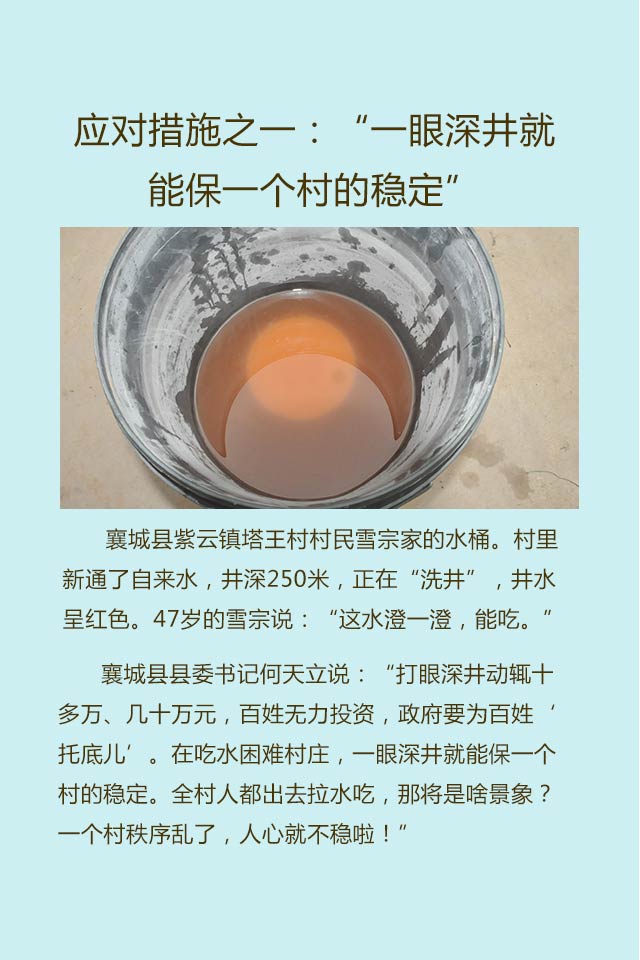 应对措施之一：“一眼深井就
能保一个村的稳定”
襄城县紫云镇塔王村村民雪宗家的水桶。村里
新通了自来水，井深250米，正在“洗井”，井水
呈红色。47岁的雪宗说：“这水澄一澄，能吃。”
襄城县县委书记何天立说：“打眼深井动辄十
多万、几十万元，百姓无力投资，政府要为百姓‘
托底儿’。在吃水困难村庄，一眼深井就能保一个
村的稳定。全村人都出去拉水吃，那将是啥景象？
一个村秩序乱了，人心就不稳啦！”